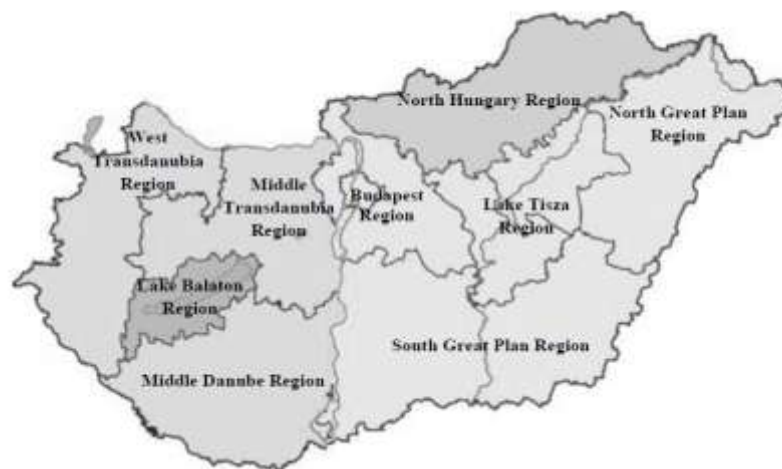 North Hungary Region
North Great Plan
Region
West
Transdanubia
Region
Middle
Transdanubia
Region
Budapest
Region
Lake Tisza
Region
Lake Balaton
Region
South Great Plan Region
Middle Danube Region